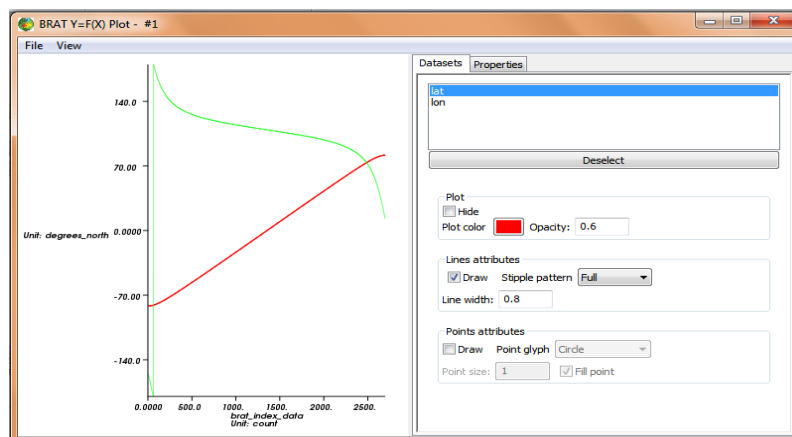 BRAT Y=F(X) Plot - #1
File View
140.0
70.00
0.0000
Unit: degrees_north
-70.00
-140.0
0.0000 500.0 1000. 1500. 2000. 2500.
brat_index_data
Unit: count
Datasets Properties
lat
lon
Deselect
Plot
Hide
Plot color Opacity: 0.6
Lines attributes
Draw Stipple pattern Full
Line width: 0.8
Points attributes
Draw Point glyph Circle
Point size: 1 Fill point